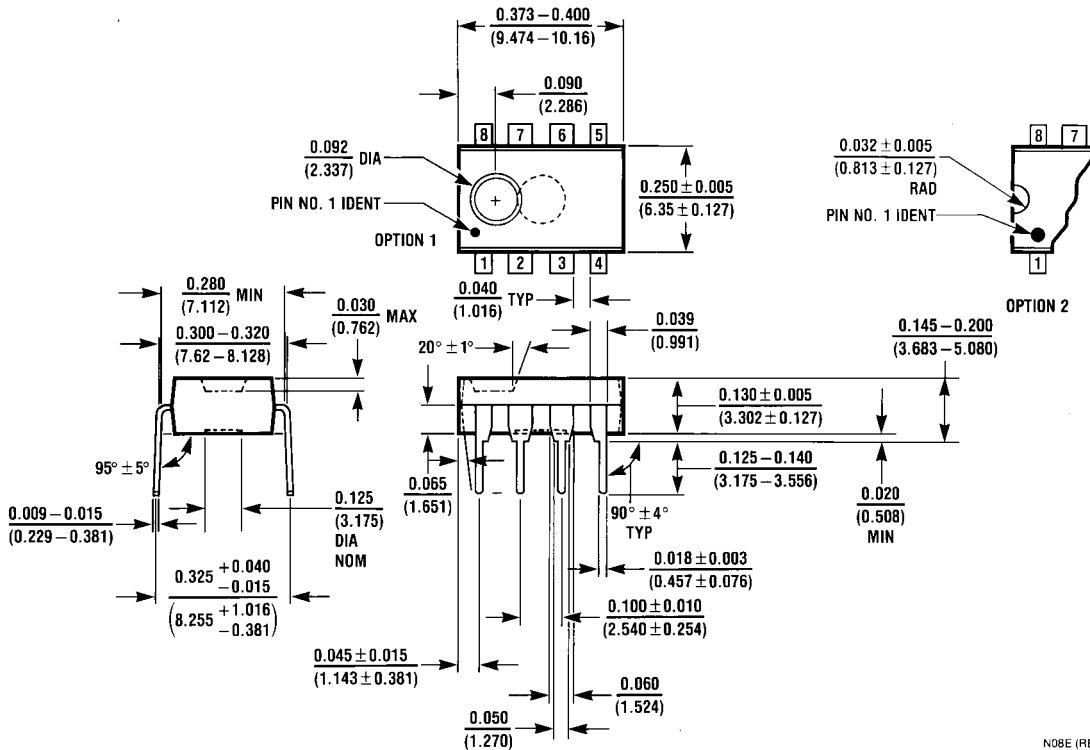 0.373 – 0.400
(9.474 – 10.16)
0.090
(2.286)
8 7 6 5
0.092 DIA
(2.337)
PIN NO. 1 IDENT
OPTION 1
0.250 ± 0.005
(6.35 ± 0.127)
1 2 3 4
8 7
0.032 ± 0.005
(0.813 ± 0.127)
RAD
PIN NO. 1 IDENT
1
OPTION 2
0.280 MIN
(7.112)
0.300 – 0.320
(7.62 – 8.128)
0.030 MAX
(0.762)
0.040 TYP
(1.016)
0.039
(0.991)
20° ± 1°
0.145 – 0.200
(3.683 – 5.080)
0.130 ± 0.005
(3.302 ± 0.127)
0.125 – 0.140
(3.175 – 3.556)
0.020
(0.508)
MIN
95° ± 5°
0.065
(1.651)
90° ± 4°
TYP
0.009 – 0.015
(0.229 – 0.381)
0.125
(3.175)
DIA
NOM
0.018 ± 0.003
(0.457 ± 0.076)
0.325 +0.040
−0.015
(8.255 +1.016
−0.381)
0.100 ± 0.010
(2.540 ± 0.254)
0.045 ± 0.015
(1.143 ± 0.381)
0.060
(1.524)
0.050
(1.270)
N08E (RE